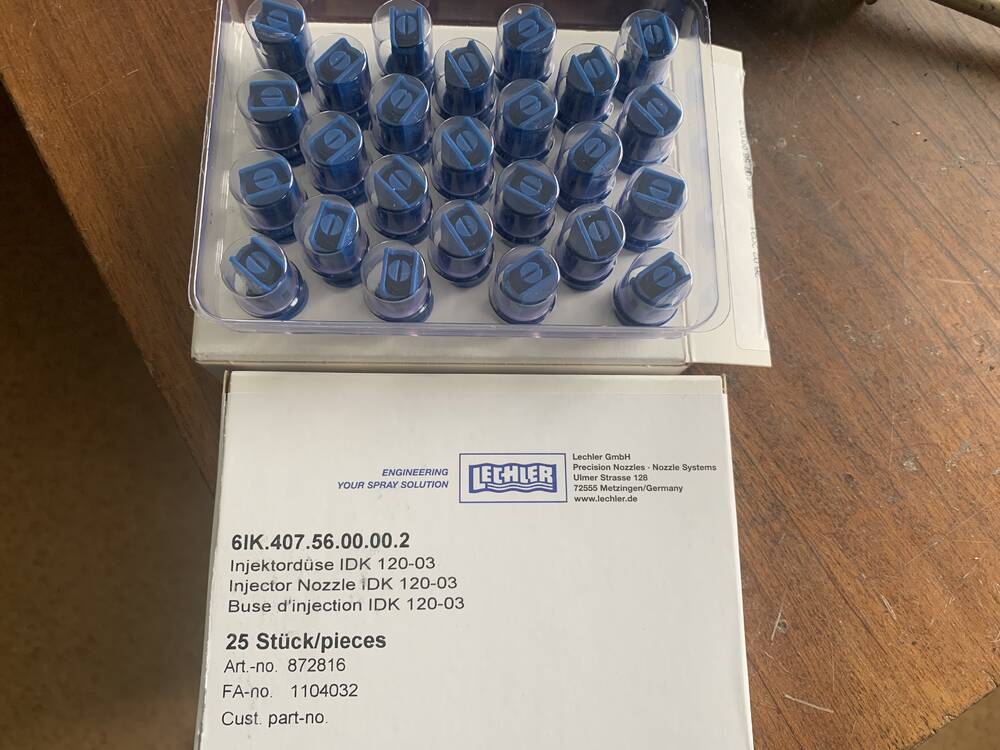 ENGINEERING
YOUR SPRAY SOLUTION
LECHLER
Lechler GmbH
Precision Nozzles · Nozzle Systems
Ulmer Strasse 128
72555 Metzingen/Germany
www.lechler.de
6IK.407.56.00.00.2
Injektordüse IDK 120-03
Injector Nozzle IDK 120-03
Buse d'injection IDK 120-03
25 Stück/pieces
Art.-no. 872816
FA-no. 1104032
Cust. part-no.